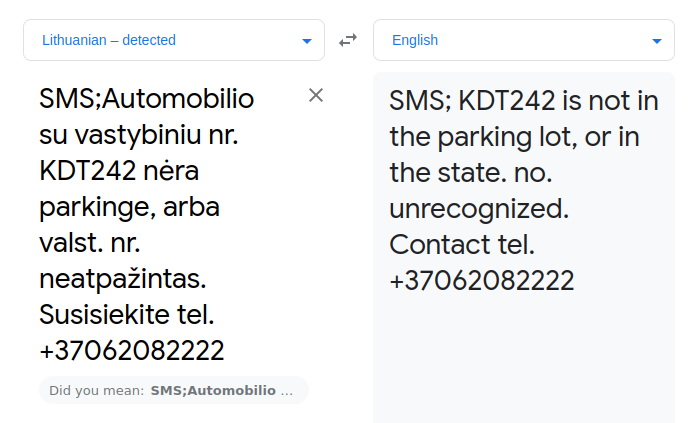 Lithuanian – detected
English
SMS;Automobilio
su vastybiniu nr.
KDT242 nėra
parkinge, arba
valst. nr.
neatpažintas.
Susisiekite tel.
+37062082222
Did you mean: SMS;Automobilio ...
SMS; KDT242 is not in
the parking lot, or in
the state. no.
unrecognized.
Contact tel.
+37062082222